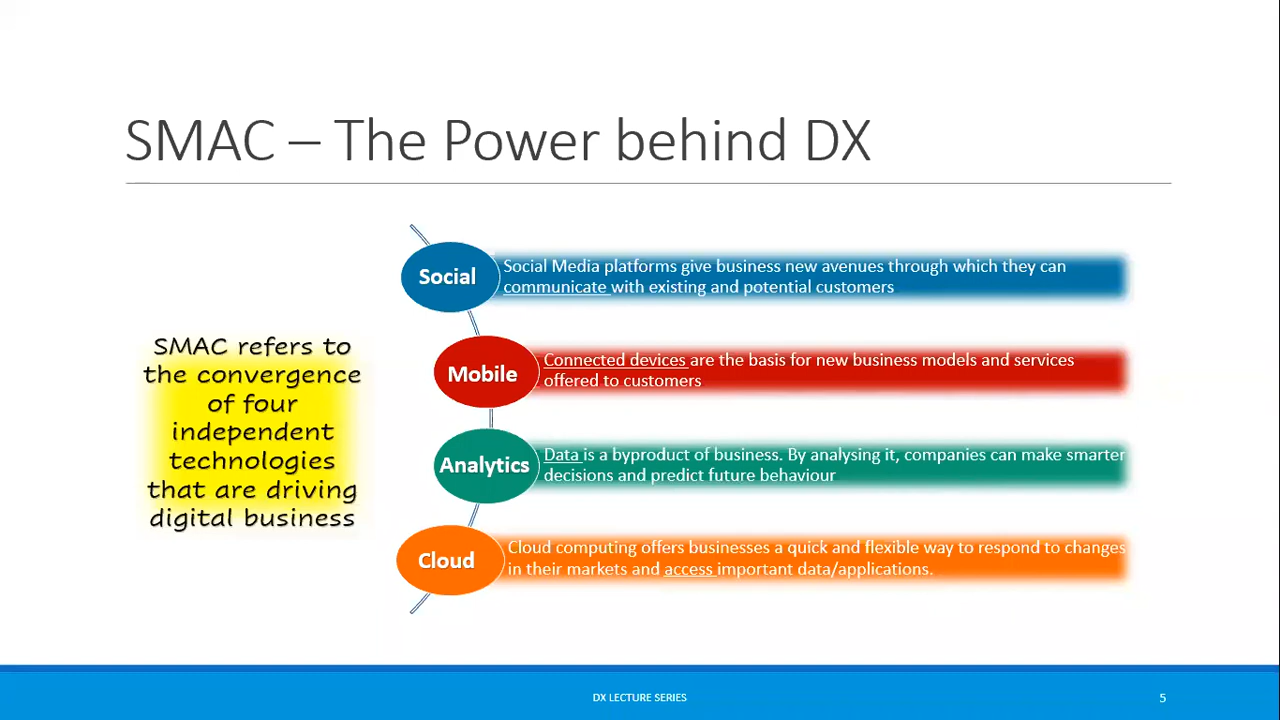 SMAC – The Power behind DX
SMAC refers to
the convergence
of four
independent
technologies
that are driving
digital business
Social
Social Media platforms give business new avenues through which they can
communicate with existing and potential customers
Mobile
Connected devices are the basis for new business models and services
offered to customers
Analytics
Data is a byproduct of business. By analysing it, companies can make smarter
decisions and predict future behaviour
Cloud
Cloud computing offers businesses a quick and flexible way to respond to changes
in their markets and access important data/applications.
DX LECTURE SERIES
5